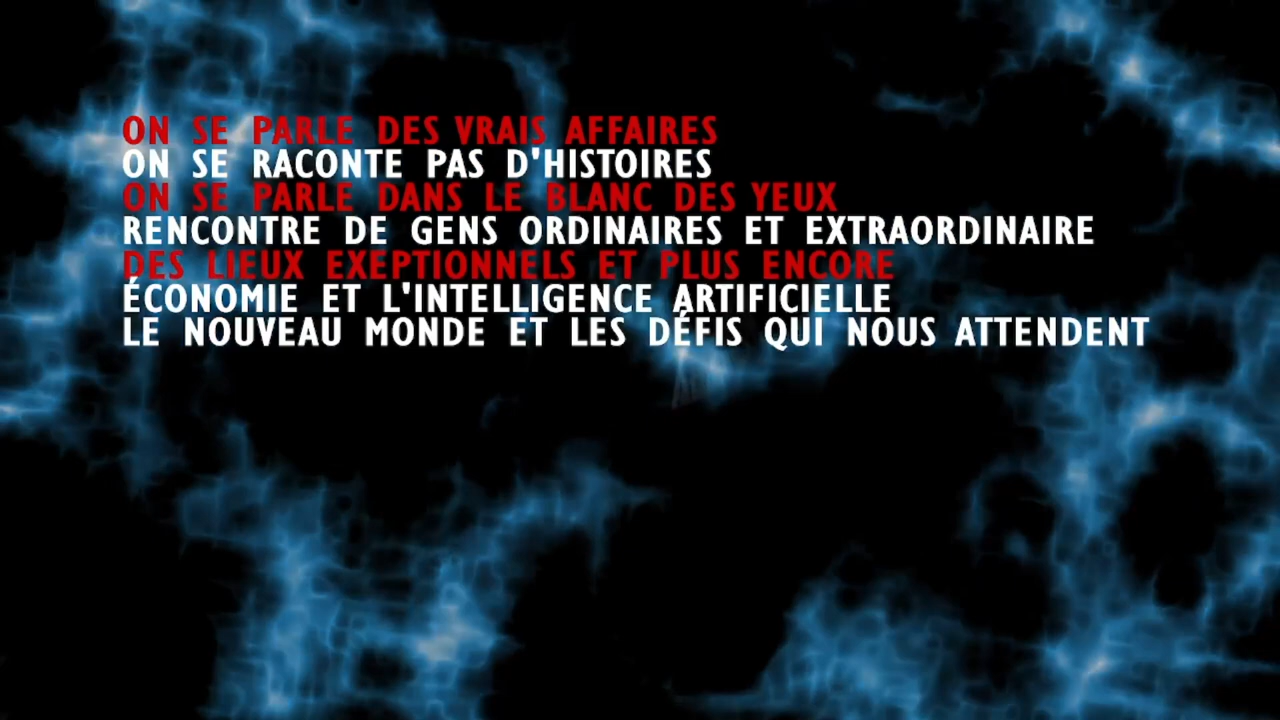 ON SE PARLE DES VRAIS AFFAIRES
ON SE RACONTE PAS D'HISTOIRES
ON SE PARLE DANS LE BLANC DES YEUX
RENCONTRE DE GENS ORDINAIRES ET EXTRAORDINAIRE
DES LIEUX EXEPTIONNELS ET PLUS ENCORE
ÉCONOMIE ET L'INTELLIGENCE ARTIFICIELLE
LE NOUVEAU MONDE ET LES DÉFIS QUI NOUS ATTENDENT